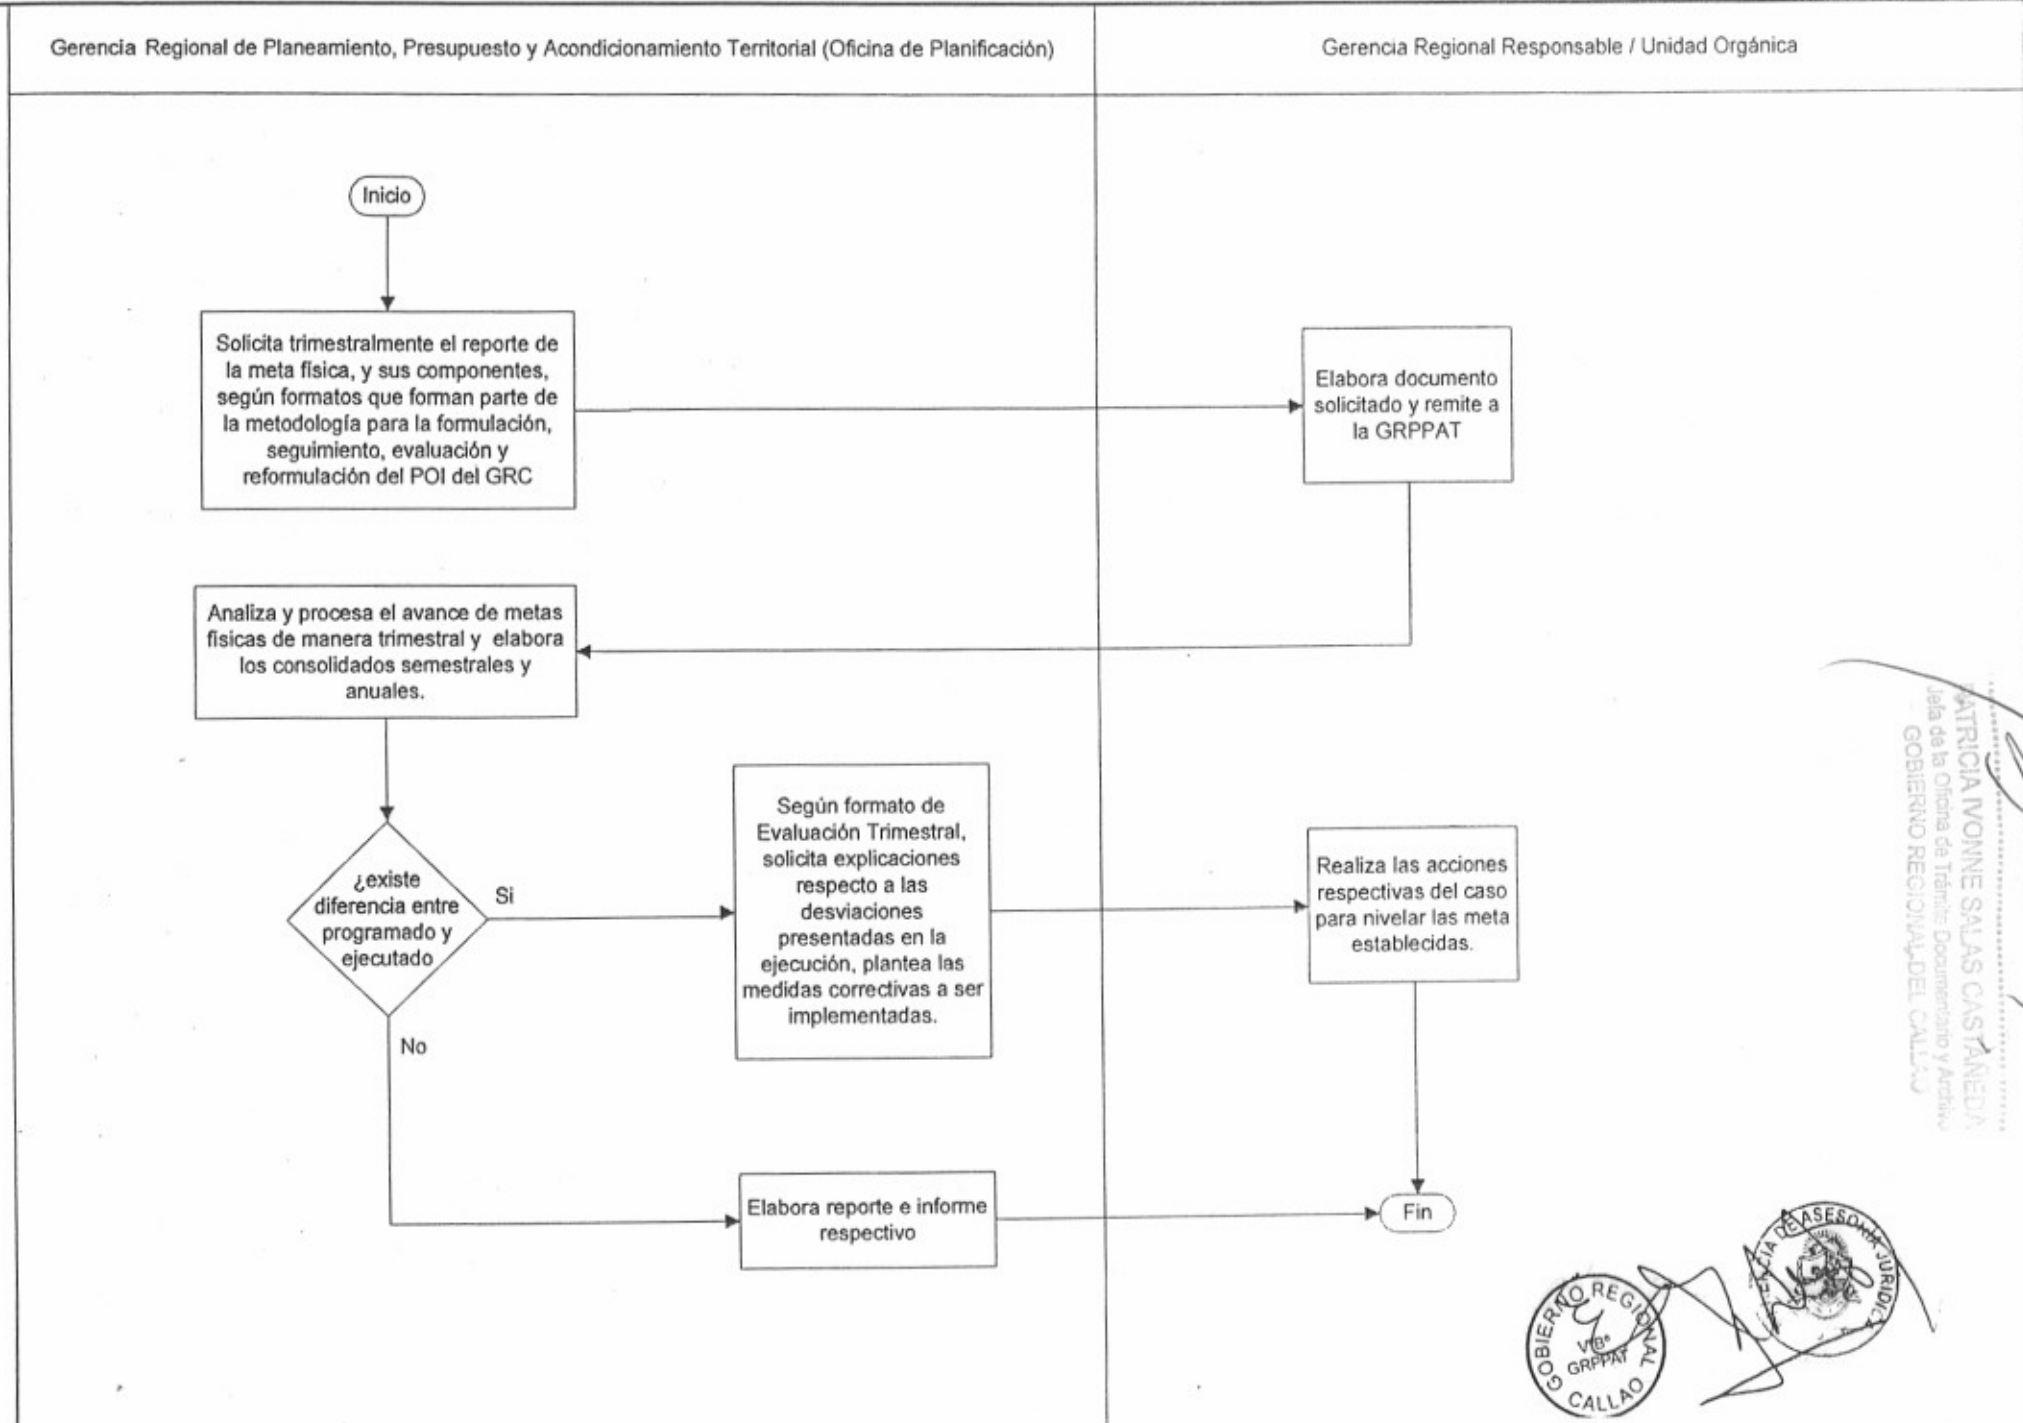 Gerencia Regional de Planeamiento, Presupuesto y Acondicionamiento Territorial (Oficina de Planificación)
Gerencia Regional Responsable / Unidad Orgánica
Inicio
Solicita trimestralmente el reporte de
la meta física, y sus componentes,
según formatos que forman parte de
la metodología para la formulación,
seguimiento, evaluación y
reformulación del POI del GRC
Elabora documento
solicitado y remite a
la GRPPAT
Analiza y procesa el avance de metas
físicas de manera trimestral y elabora
los consolidados semestrales y
anuales.
¿existe
diferencia entre
programado y
ejecutado
Si
No
Según formato de
Evaluación Trimestral,
solicita explicaciones
respecto a las
desviaciones
presentadas en la
ejecución, plantea las
medidas correctivas a ser
implementadas.
Realiza las acciones
respectivas del caso
para nivelar las meta
establecidas.
Elabora reporte e informe
respectivo
Fin
PATRICIA IVONNE SALAS CASTAÑEDA
Jefa de la Oficina de Trámite Documentario y Archivo
GOBIERNO REGIONAL DEL CALLAO
GOBIERNO REGIONAL
V°B°
GRPPAT
CALLAO
DE ASESORÍA JURIDICA